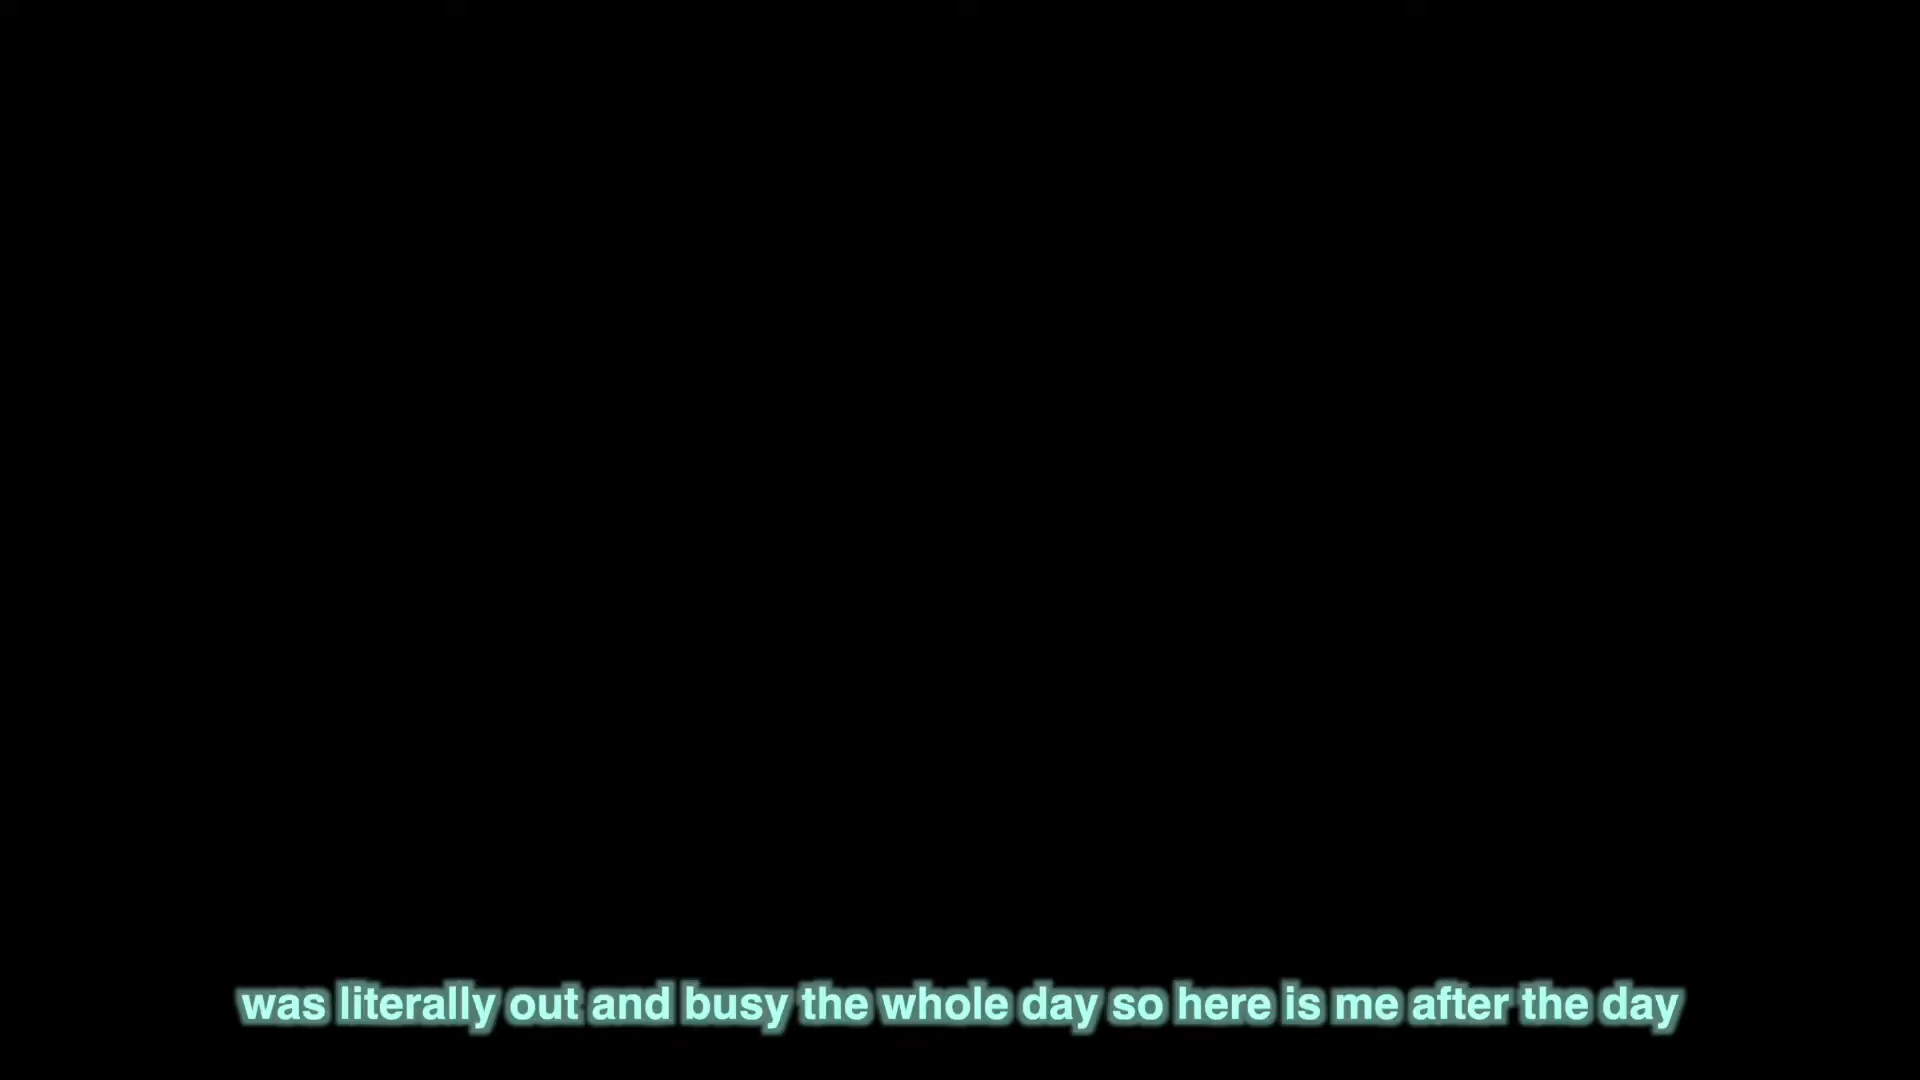 was literally out and busy the whole day so here is me after the day